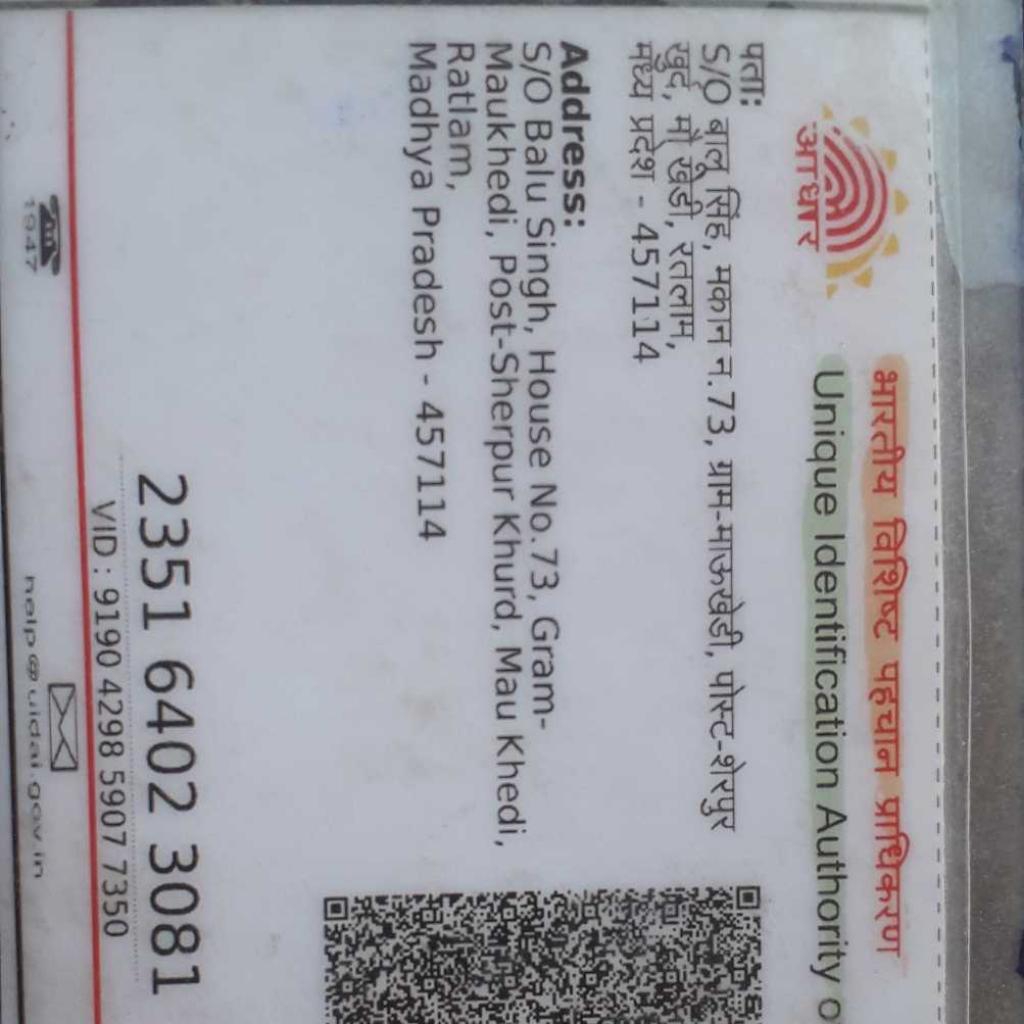 भारतीय विशिष्ट पहचान प्राधिकरण
Unique Identification Authority o
आधार
पता:
S/O बालू सिंह, मकान न.73, ग्राम-माऊखेडी, पोस्ट-शेरपुर
खुर्द, मौ खेडी, रतलाम,
मध्य प्रदेश - 457114
Address:
S/O Balu Singh, House No.73, Gram-
Maukhedi, Post-Sherpur Khurd, Mau Khedi,
Ratlam,
Madhya Pradesh - 457114
2351 6402 3081
VID : 9190 4298 5907 7350
1947
help@uidai.gov.in